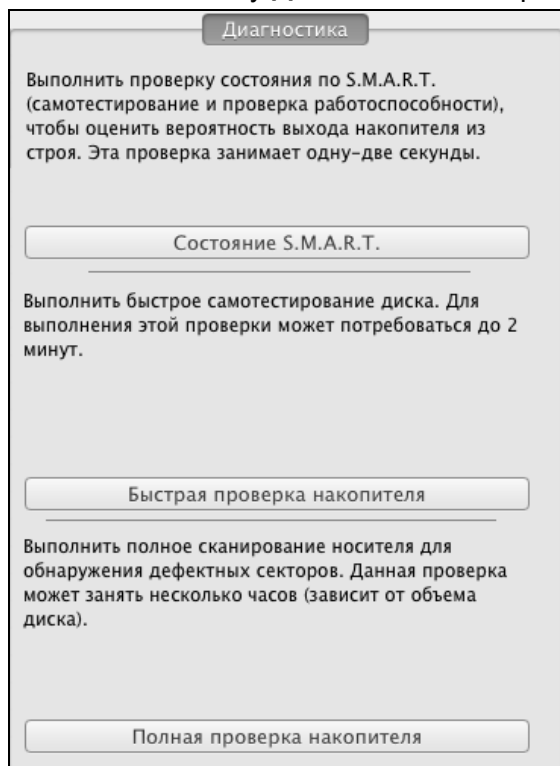 Диагностика
Выполнить проверку состояния по S.M.A.R.T.
(самотестирование и проверка работоспособности),
чтобы оценить вероятность выхода накопителя из
строя. Эта проверка занимает одну-две секунды.
Состояние S.M.A.R.T.
Выполнить быстрое самотестирование диска. Для
выполнения этой проверки может потребоваться до 2
минут.
Быстрая проверка накопителя
Выполнить полное сканирование носителя для
обнаружения дефектных секторов. Данная проверка
может занять несколько часов (зависит от объема
диска).
Полная проверка накопителя